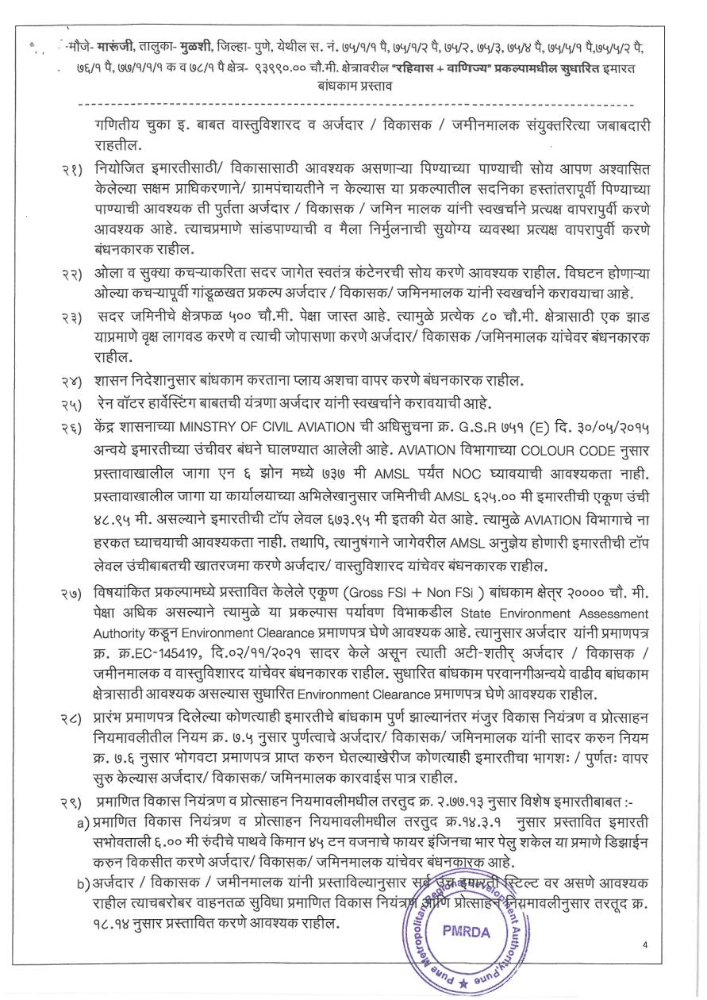 मौजे- मारूंजी, तालुका- मुळशी, जिल्हा- पुणे, येथील स. नं. ७५/१/१ पै, ७५/१/२ पै, ७५/२, ७५/३, ७५/४ पै, ७५/५/१ पै,७५/५/२ पै,
७६/१ पै, ७७/१/१/१ क व ७८/१ पै क्षेत्र- ९३९९०.०० चौ.मी. क्षेत्रावरील "रहिवास + वाणिज्य" प्रकल्पामधील सुधारित इमारत
बांधकाम प्रस्ताव
गणितीय चुका इ. बाबत वास्तुविशारद व अर्जदार / विकासक / जमीनमालक संयुक्तरित्या जबाबदारी
राहतील.
२१) नियोजित इमारतीसाठी/ विकासासाठी आवश्यक असणाऱ्या पिण्याच्या पाण्याची सोय आपण अश्वासित
केलेल्या सक्षम प्राधिकरणाने/ ग्रामपंचायतीने न केल्यास या प्रकल्पातील सदनिका हस्तांतरापूर्वी पिण्याच्या
पाण्याची आवश्यक ती पुर्तता अर्जदार / विकासक / जमिन मालक यांनी स्वखर्चाने प्रत्यक्ष वापरापुर्वी करणे
आवश्यक आहे. त्याचप्रमाणे सांडपाण्याची व मैला निर्मुलनाची सुयोग्य व्यवस्था प्रत्यक्ष वापरापुर्वी करणे
बंधनकारक राहील.
२२) ओला व सुक्या कचऱ्याकरिता सदर जागेत स्वतंत्र कंटेनरची सोय करणे आवश्यक राहील. विघटन होणाऱ्या
ओल्या कचऱ्यापूर्वी गांडूळखत प्रकल्प अर्जदार / विकासक/ जमिनमालक यांनी स्वखर्चाने करावयाचा आहे.
२३) सदर जमिनीचे क्षेत्रफळ ५०० चौ.मी. पेक्षा जास्त आहे. त्यामुळे प्रत्येक ८० चौ.मी. क्षेत्रासाठी एक झाड
याप्रमाणे वृक्ष लागवड करणे व त्याची जोपासणा करणे अर्जदार/ विकासक /जमिनमालक यांचेवर बंधनकारक
राहील.
२४) शासन निदेशानुसार बांधकाम करताना प्लाय अशचा वापर करणे बंधनकारक राहील.
२५) रेन वॉटर हार्वेस्टिंग बाबतची यंत्रणा अर्जदार यांनी स्वखर्चाने करावयाची आहे.
२६) केंद्र शासनाच्या MINSTRY OF CIVIL AVIATION ची अधिसुचना क्र. G.S.R ७५१ (E) दि. ३०/०५/२०१५
अन्वये इमारतीच्या उंचीवर बंधने घालण्यात आलेली आहे. AVIATION विभागाच्या COLOUR CODE नुसार
प्रस्तावाखालील जागा एन ६ झोन मध्ये ७३७ मी AMSL पर्यंत NOC घ्यावयाची आवश्यकता नाही.
प्रस्तावाखालील जागा या कार्यालयाच्या अभिलेखानुसार जमिनीची AMSL ६२५.०० मी इमारतीची एकूण उंची
४८.९५ मी. असल्याने इमारतीची टॉप लेवल ६७३.९५ मी इतकी येत आहे. त्यामुळे AVIATION विभागाचे ना
हरकत घ्याचयाची आवश्यकता नाही. तथापि, त्यानुषंगाने जागेवरील AMSL अनुज्ञेय होणारी इमारतीची टॉप
लेवल उंचीबाबतची खातरजमा करणे अर्जदार/ वास्तुविशारद यांचेवर बंधनकारक राहील.
२७) विषयांकित प्रकल्पामध्ये प्रस्तावित केलेले एकूण (Gross FSI + Non FSi ) बांधकाम क्षेत्र २०००० चौ. मी.
पेक्षा अधिक असल्याने त्यामुळे या प्रकल्पास पर्यावण विभाकडील State Environment Assessment
Authority कडून Environment Clearance प्रमाणपत्र घेणे आवश्यक आहे. त्यानुसार अर्जदार यांनी प्रमाणपत्र
क्र. क्र.EC-145419, दि.०२/११/२०२१ सादर केले असून त्याती अटी-शतीर् अर्जदार / विकासक /
जमीनमालक व वास्तुविशारद यांचेवर बंधनकारक राहील. सुधारित बांधकाम परवानगीअन्वये वाढीव बांधकाम
क्षेत्रासाठी आवश्यक असल्यास सुधारित Environment Clearance प्रमाणपत्र घेणे आवश्यक राहील.
२८) प्रारंभ प्रमाणपत्र दिलेल्या कोणत्याही इमारतीचे बांधकाम पुर्ण झाल्यानंतर मंजुर विकास नियंत्रण व प्रोत्साहन
नियमावलीतील नियम क्र. ७.५ नुसार पुर्णत्वाचे अर्जदार/ विकासक/ जमिनमालक यांनी सादर करुन नियम
क्र. ७.६ नुसार भोगवटा प्रमाणपत्र प्राप्त करुन घेतल्याखेरीज कोणत्याही इमारतीचा भागशः / पुर्णतः वापर
सुरु केल्यास अर्जदार/ विकासक/ जमिनमालक कारवाईस पात्र राहील.
२९) प्रमाणित विकास नियंत्रण व प्रोत्साहन नियमावलीमधील तरतुद क्र. २.७७.१३ नुसार विशेष इमारतीबाबत :-
a) प्रमाणित विकास नियंत्रण व प्रोत्साहन नियमावलीमधील तरतुद क्र.१४.३.१ नुसार प्रस्तावित इमारती
सभोवताली ६.०० मी रुंदीचे पाथवे किमान ४५ टन वजनाचे फायर इंजिनचा भार पेलु शकेल या प्रमाणे डिझाईन
करुन विकसीत करणे अर्जदार/ विकासक/ जमिनमालक यांचेवर बंधनकारक आहे.
b) अर्जदार / विकासक / जमीनमालक यांनी प्रस्ताविल्यानुसार सर्व उंच इमारती स्टिल्ट वर असणे आवश्यक
राहील त्याचबरोबर वाहनतळ सुविधा प्रमाणित विकास नियंत्रण आणि प्रोत्साहन नियमावलीनुसार तरतूद क्र.
१८.१४ नुसार प्रस्तावित करणे आवश्यक राहील.
Pune Metropolitan Regional Development Authority, Pune
PMRDA
4